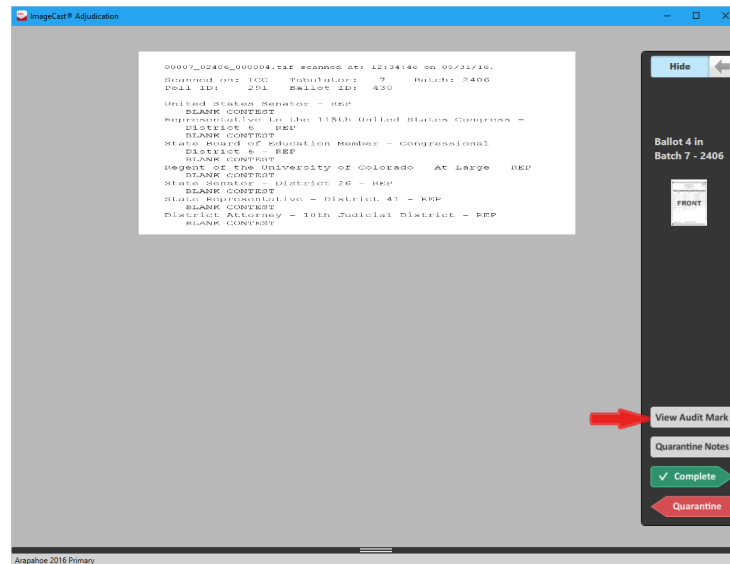 ImageCast® Adjudication
00007_02406_000004.tif scanned at: 12:34:46 on 05/31/16.
Scanned on: ICC Tabulator: 7 Batch: 2406
Poll ID: 291 Ballot ID: 430
United States Senator - REP
BLANK CONTEST
Representative to the 115th United States Congress -
District 6 - REP
BLANK CONTEST
State Board of Education Member - Congressional
District 6 - REP
BLANK CONTEST
Regent of the University of Colorado At Large REP
BLANK CONTEST
State Senator - District 26 - REP
BLANK CONTEST
State Representative - District 41 - REP
BLANK CONTEST
District Attorney - 18th Judicial District - REP
BLANK CONTEST
Hide
Ballot 4 in
Batch 7 - 2406
FRONT
View Audit Mark
Quarantine Notes
Complete
Quarantine
Arapahoe 2016 Primary